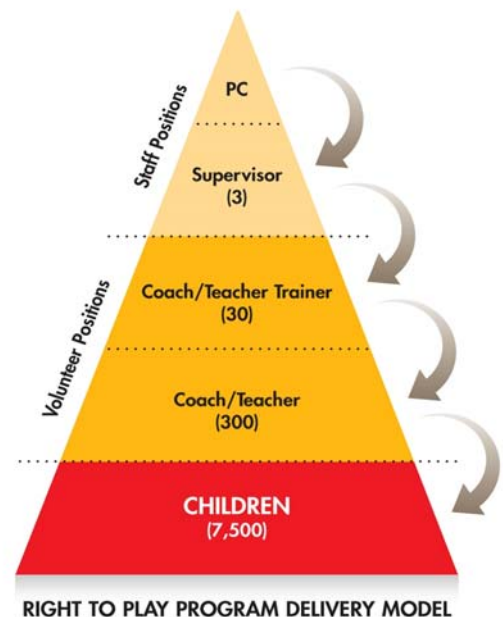 PC
Staff Positions
Supervisor
(3)
Coach/Teacher Trainer
(30)
Volunteer Positions
Coach/Teacher
(300)
CHILDREN
(7,500)
RIGHT TO PLAY PROGRAM DELIVERY MODEL